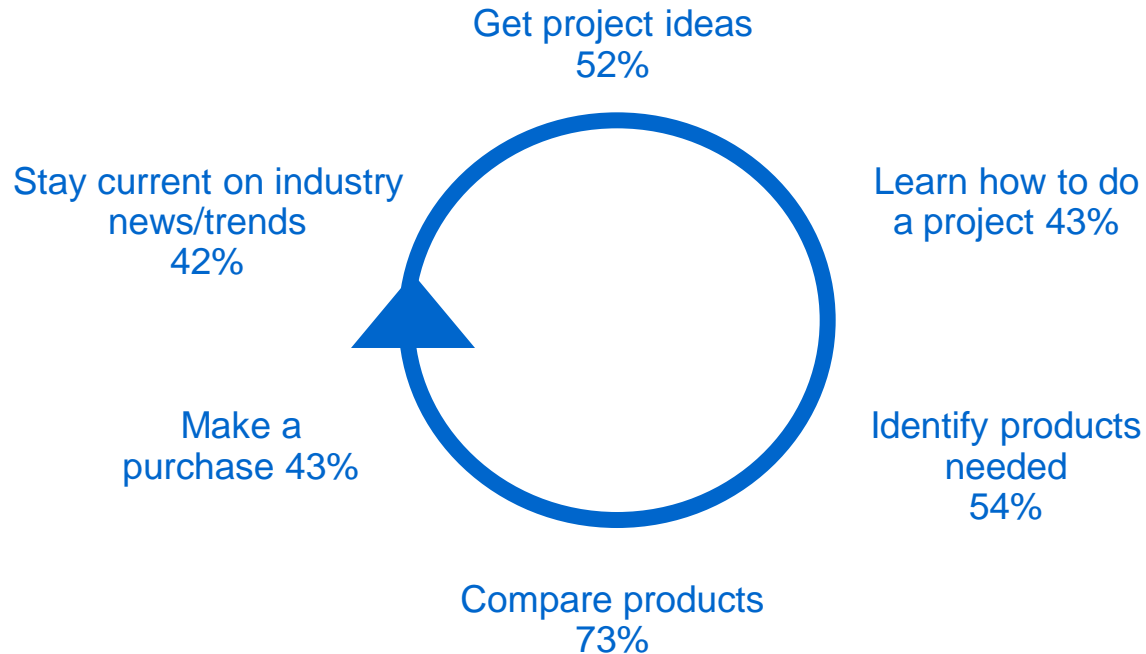 Get project ideas
52%
Learn how to do
a project 43%
Identify products
needed
54%
Compare products
73%
Make a
purchase 43%
Stay current on industry
news/trends
42%